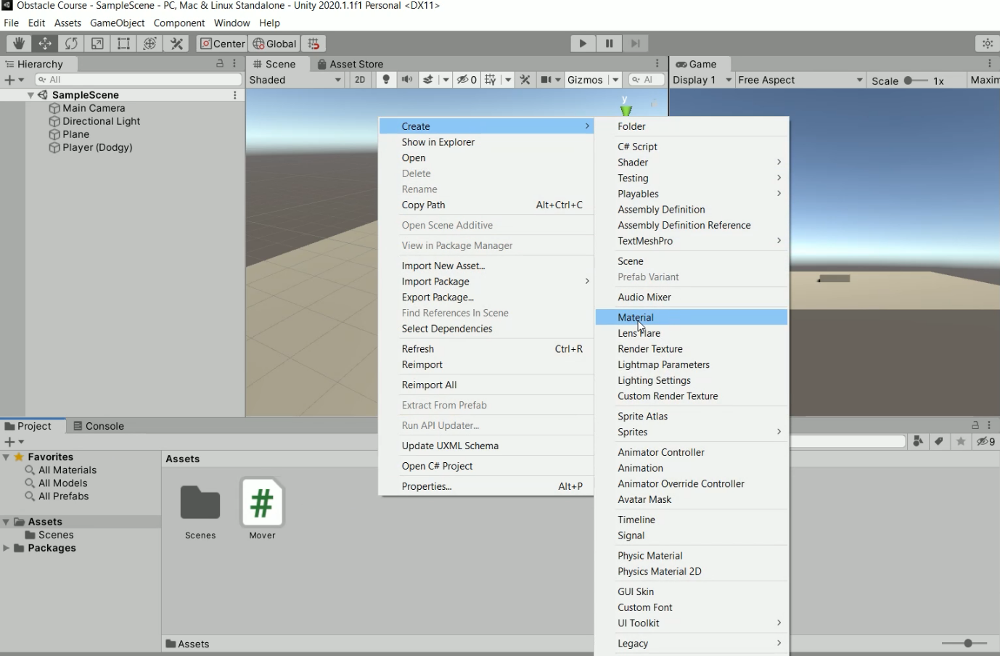 Obstacle Course - SampleScene - PC, Mac & Linux Standalone - Unity 2020.1.1f1 Personal <DX11>
File Edit Assets GameObject Component Window Help
Center Global
Hierarchy
All
SampleScene
Main Camera
Directional Light
Plane
Player (Dodgy)
Scene Asset Store
Shaded 2D 0 Gizmos Al
y
Game
Display 1 Free Aspect Scale 1x Maxim
Create
Show in Explorer
Open
Delete
Rename
Copy Path Alt+Ctrl+C
Open Scene Additive
View in Package Manager
Import New Asset...
Import Package
Export Package...
Find References In Scene
Select Dependencies
Refresh Ctrl+R
Reimport
Reimport All
Extract From Prefab
Run API Updater...
Update UXML Schema
Open C# Project
Properties... Alt+P
Folder
C# Script
Shader
Testing
Playables
Assembly Definition
Assembly Definition Reference
TextMeshPro
Scene
Prefab Variant
Audio Mixer
Material
Lens Flare
Render Texture
Lightmap Parameters
Lighting Settings
Custom Render Texture
Sprite Atlas
Sprites
Animator Controller
Animation
Animator Override Controller
Avatar Mask
Timeline
Signal
Physic Material
Physics Material 2D
GUI Skin
Custom Font
UI Toolkit
Legacy
Project Console
9
Favorites
All Materials
All Models
All Prefabs
Assets
Scenes
Packages
Assets
#
Scenes Mover
Assets